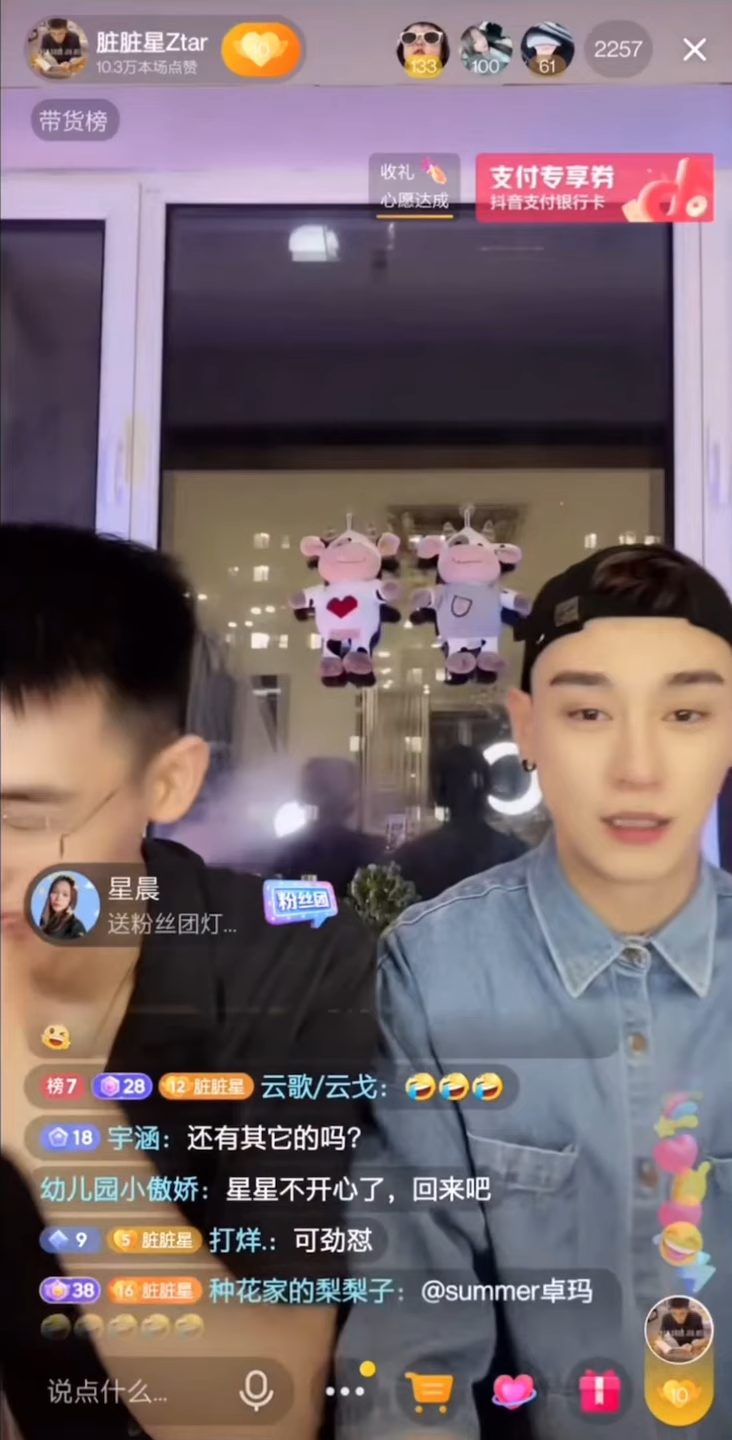 脏脏星Ztar
10.3万本场点赞
10
133
100
61
2257
带货榜
收礼
心愿达成
支付专享券
抖音支付银行卡
星晨
送粉丝团灯...
粉丝团
榜7 28 12 脏脏星 云歌/云戈：
18 宇涵：还有其它的吗？
幼儿园小傲娇：星星不开心了，回来吧
9 5 脏脏星 打烊.：可劲怼
38 16 脏脏星 种花家的梨梨子：@summer卓玛
说点什么...
10